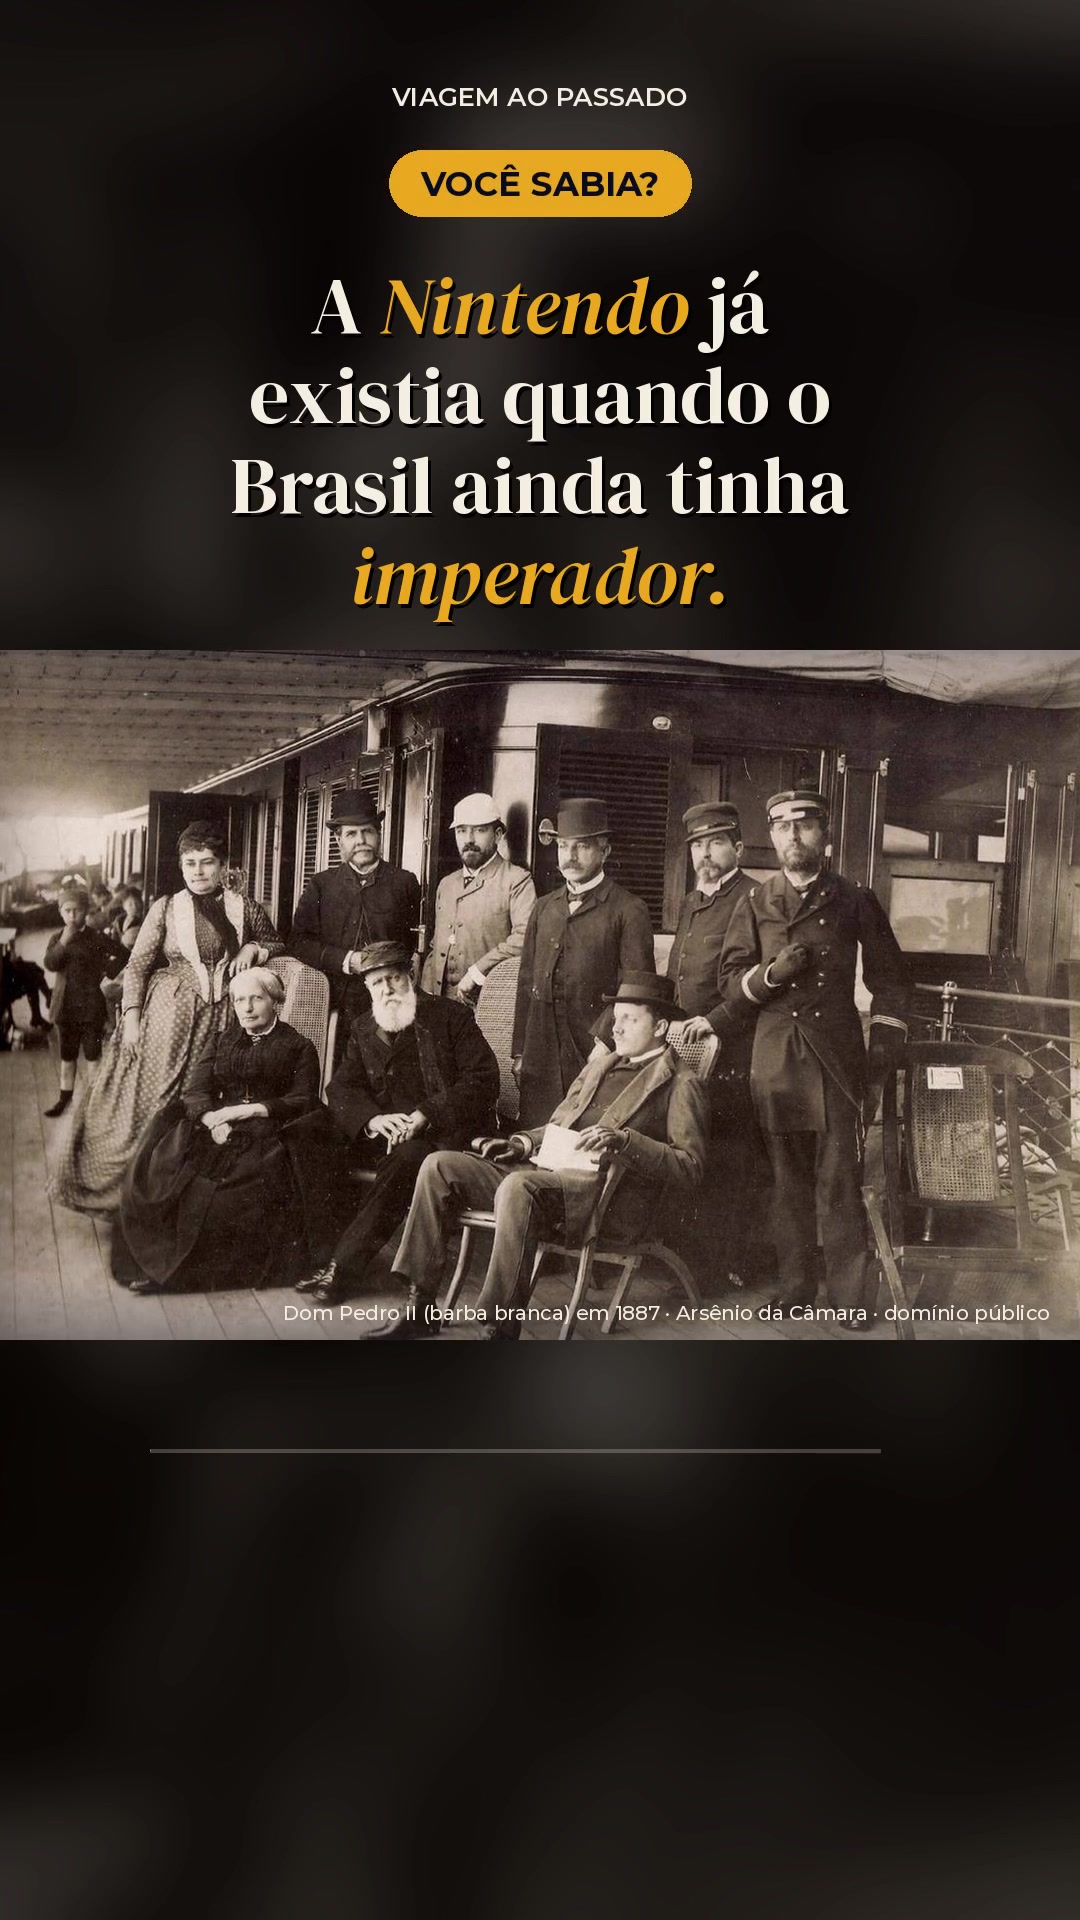 VIAGEM AO PASSADO
VOCÊ SABIA?
A Nintendo já
existia quando o
Brasil ainda tinha
imperador.
Dom Pedro II (barba branca) em 1887 · Arsênio da Câmara · domínio público